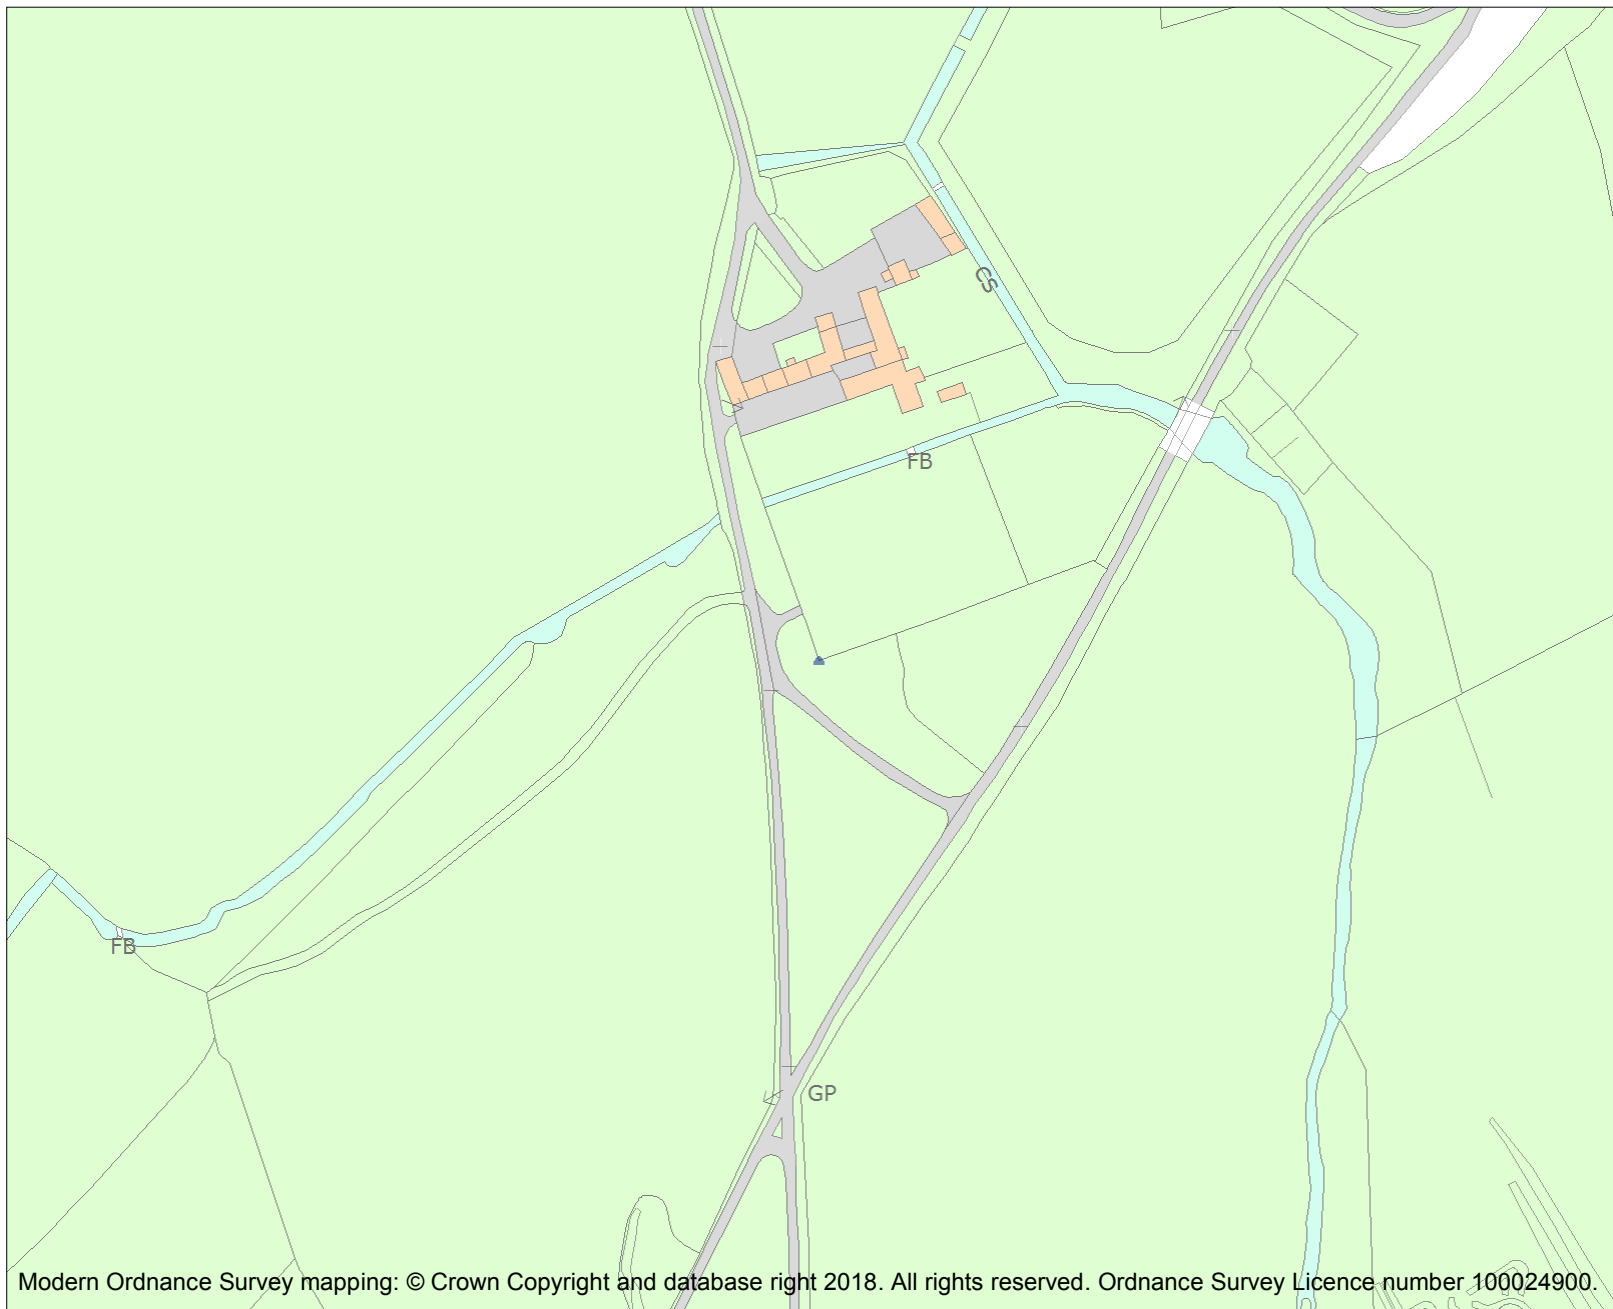 CS
FB
FB
GP
Modern Ordnance Survey mapping: © Crown Copyright and database right 2018. All rights reserved. Ordnance Survey Licence number 100024900.